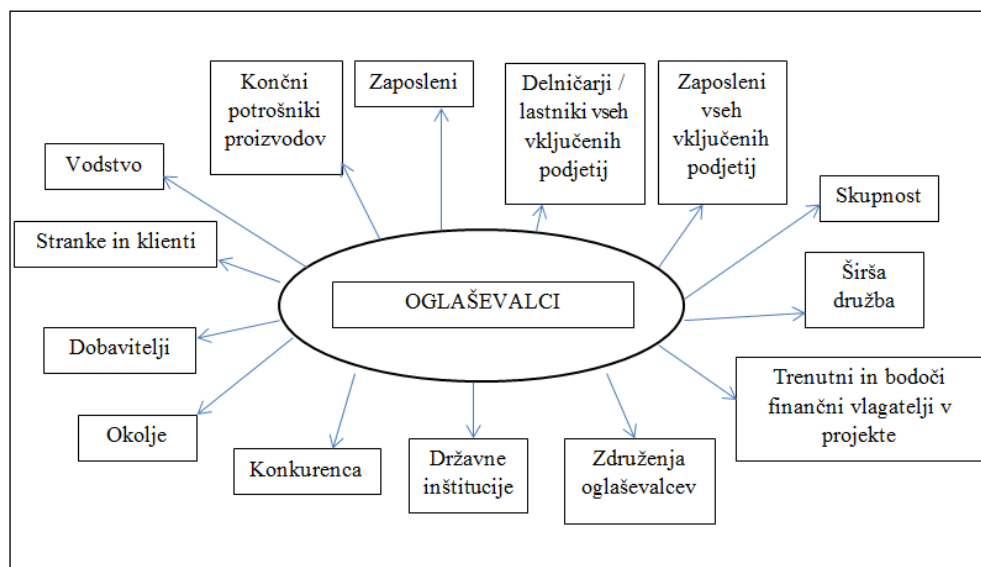 Končni
potrošniki
proizvodov
Zaposleni
Delničarji /
lastniki vseh
vključenih
podjetij
Zaposleni
vseh
vključenih
podjetij
Vodstvo
Skupnost
Stranke in klienti
Širša
družba
OGLAŠEVALCI
Dobavitelji
Trenutni in bodoči
finančni vlagatelji v
projekte
Okolje
Konkurenca
Državne
inštitucije
Združenja
oglaševalcev